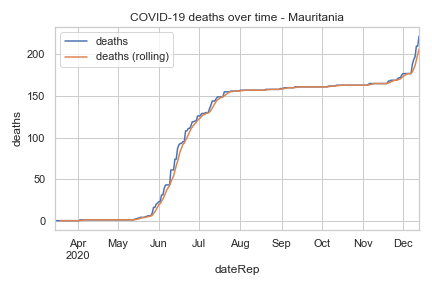 COVID-19 deaths over time - Mauritania
deaths
deaths (rolling)
deaths
200
150
100
50
0
Apr May Jun Jul Aug Sep Oct Nov Dec
2020
dateRep